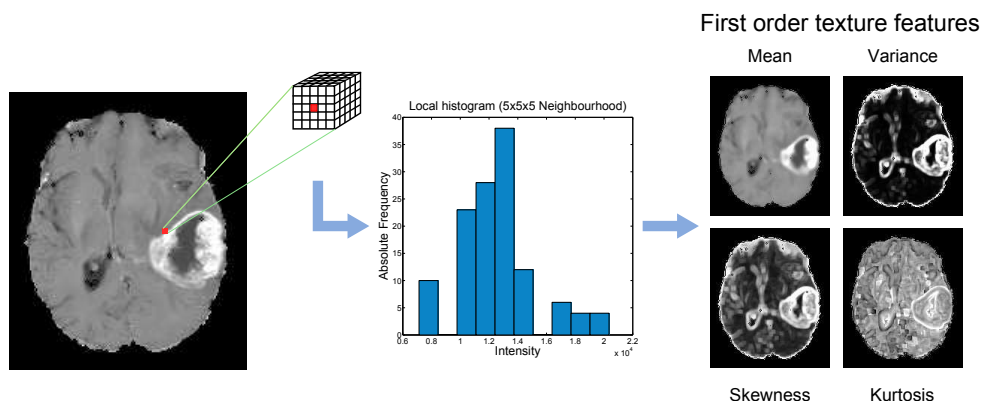 First order texture features
Mean Variance
Local histogram (5x5x5 Neighbourhood)
Absolute Frequency
40
35
30
25
20
15
10
5
0
0.6 0.8 1 1.2 1.4 1.6 1.8 2 2.2
x 10⁴
Intensity
Skewness Kurtosis